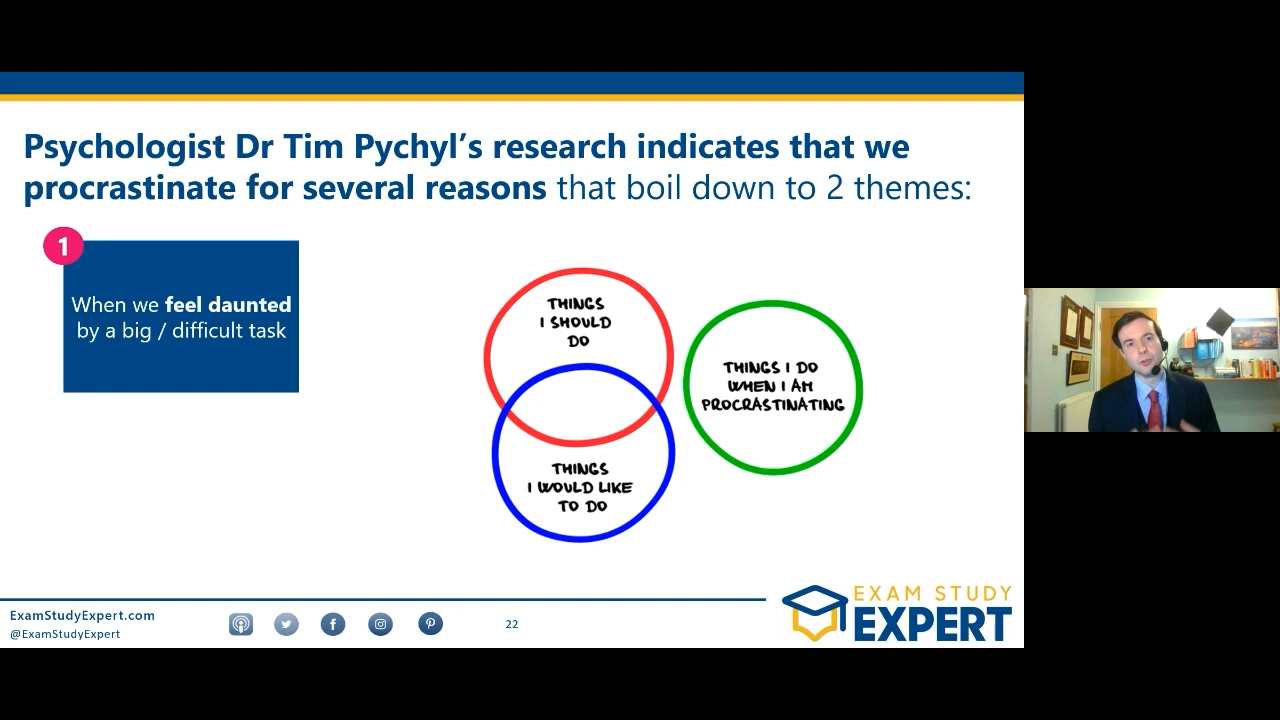 Psychologist Dr Tim Pychyl’s research indicates that we
procrastinate for several reasons that boil down to 2 themes:
1
When we feel daunted
by a big / difficult task
THINGS
I SHOULD
DO
THINGS I DO
WHEN I AM
PROCRASTINATING
THINGS
I WOULD LIKE
TO DO
ExamStudyExpert.com
@ExamStudyExpert
22
EXAM STUDY
EXPERT